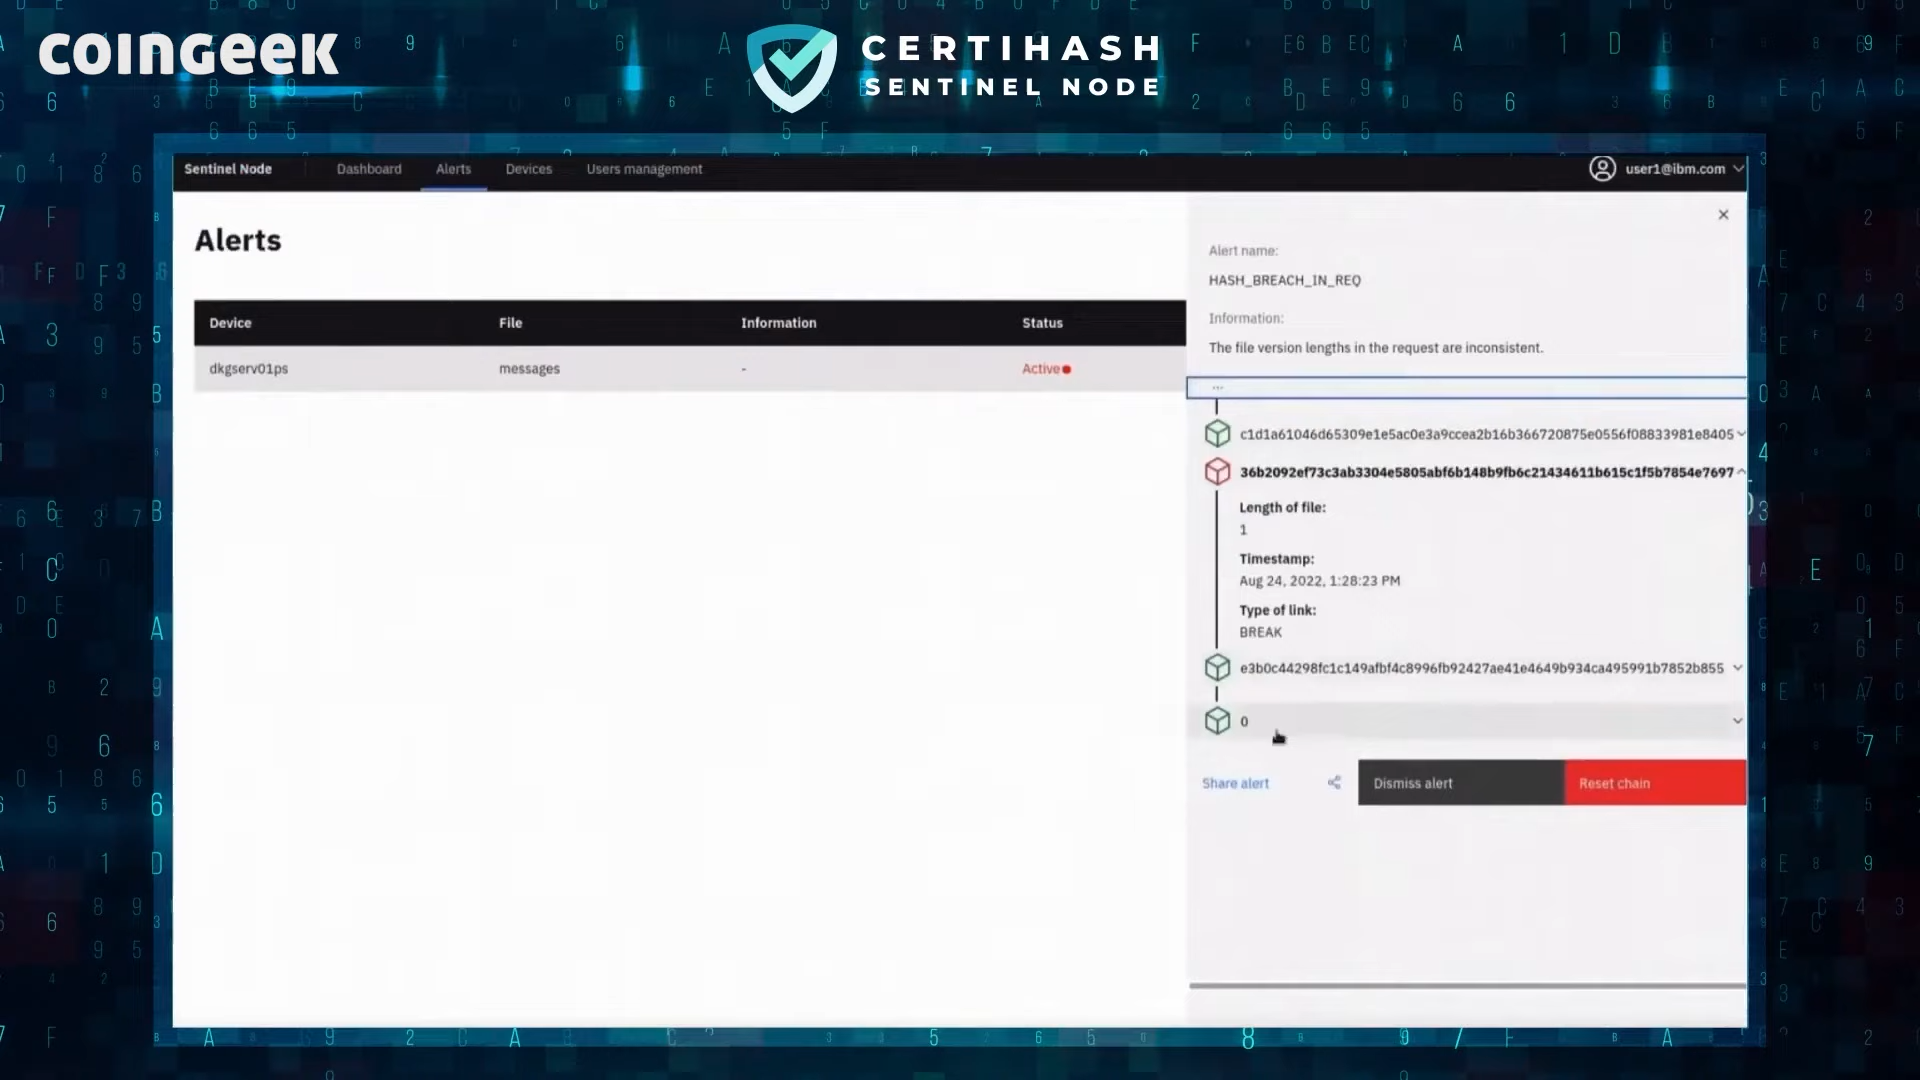 COINGEEK
CERTIHASH
SENTINEL NODE
Sentinel Node
Dashboard
Alerts
Devices
Users management
user1@ibm.com
Alerts
Device
File
Information
Status
dkgserv01ps
messages
-
Active
Alert name:
HASH_BREACH_IN_REQ
Information:
The file version lengths in the request are inconsistent.
...
c1d1a61046d65309e1e5ac0e3a9ccea2b16b366720875e0556f08833981e8405
36b2092ef73c3ab3304e5805abf6b148b9fb6c21434611b615c1f5b7854e7697
Length of file:
1
Timestamp:
Aug 24, 2022, 1:28:23 PM
Type of link:
BREAK
e3b0c44298fc1c149afbf4c8996fb92427ae41e4649b934ca495991b7852b855
0
Share alert
Dismiss alert
Reset chain